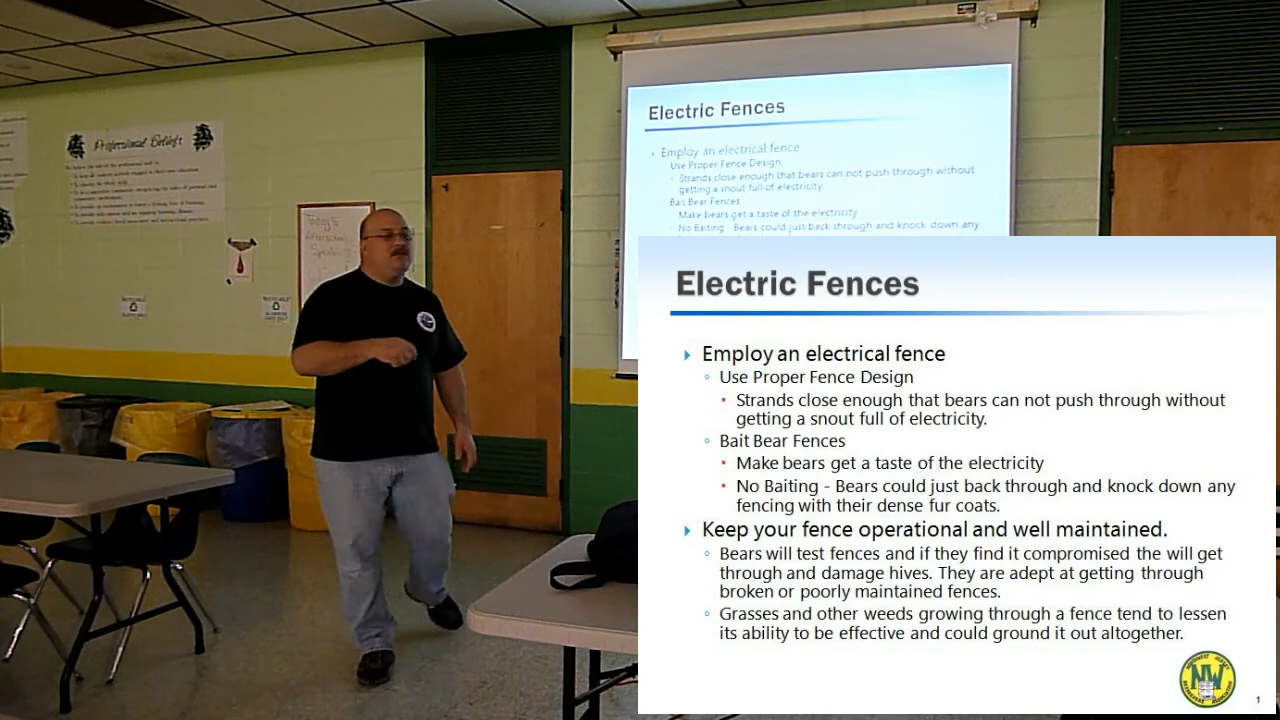 Professional Beliefs
Today's
Electric Fences
Employ an electrical fence
Use Proper Fence Design
Strands close enough that bears can not push through without
getting a snout full of electricity
Bait Bear Fences
Make bears get a taste of the electricity
No Baiting - Bears could just back through and knock down any
Electric Fences
Employ an electrical fence
Use Proper Fence Design
Strands close enough that bears can not push through without
getting a snout full of electricity.
Bait Bear Fences
Make bears get a taste of the electricity
No Baiting - Bears could just back through and knock down any
fencing with their dense fur coats.
Keep your fence operational and well maintained.
Bears will test fences and if they find it compromised the will get
through and damage hives. They are adept at getting through
broken or poorly maintained fences.
Grasses and other weeds growing through a fence tend to lessen
its ability to be effective and could ground it out altogether.
NW
1